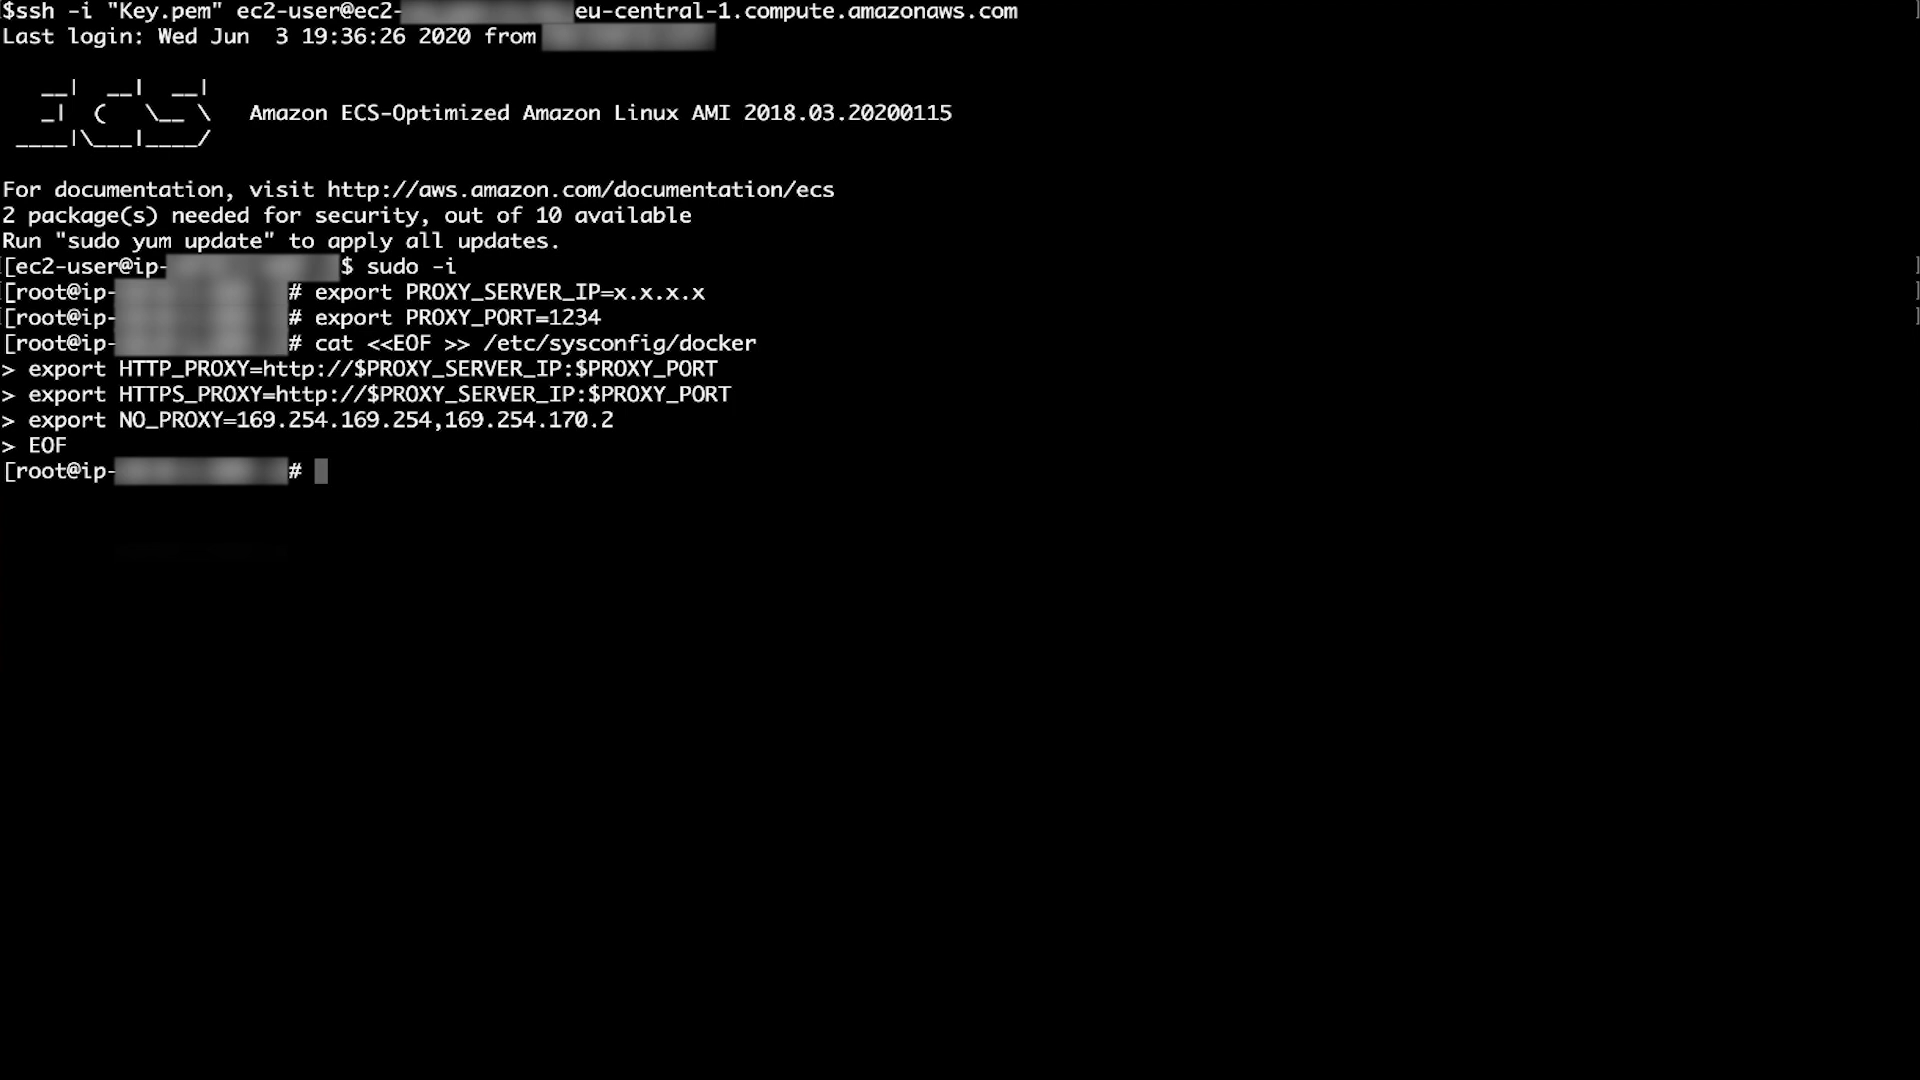 $ssh -i "Key.pem" ec2-user@ec2- eu-central-1.compute.amazonaws.com
Last login: Wed Jun  3 19:36:26 2020 from
   __|  __|  __|
   _|  (   \__ \   Amazon ECS-Optimized Amazon Linux AMI 2018.03.20200115
 ____|\___|____/
For documentation, visit http://aws.amazon.com/documentation/ecs
2 package(s) needed for security, out of 10 available
Run "sudo yum update" to apply all updates.
[ec2-user@ip- $ sudo -i
[root@ip- # export PROXY_SERVER_IP=x.x.x.x
[root@ip- # export PROXY_PORT=1234
[root@ip- # cat <<EOF >> /etc/sysconfig/docker
> export HTTP_PROXY=http://$PROXY_SERVER_IP:$PROXY_PORT
> export HTTPS_PROXY=http://$PROXY_SERVER_IP:$PROXY_PORT
> export NO_PROXY=169.254.169.254,169.254.170.2
> EOF
[root@ip- #